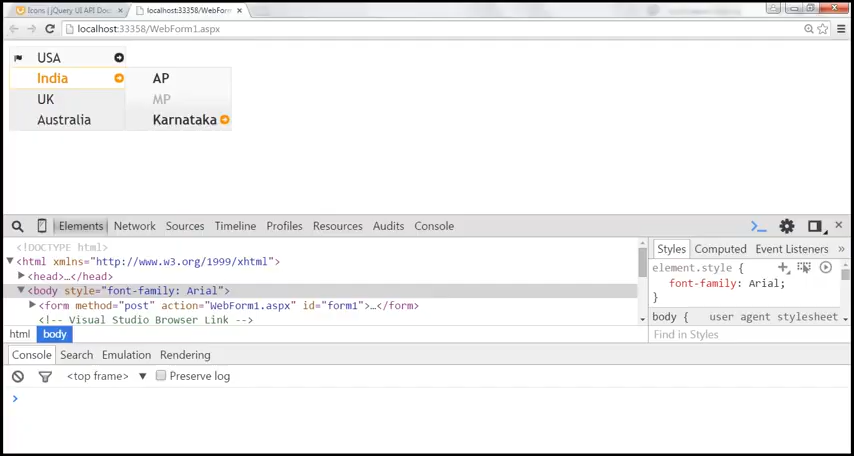 Icons | jQuery UI API Doc
localhost:33358/WebForm
localhost:33358/WebForm1.aspx
USA
India
AP
UK
MP
Australia
Karnataka
Elements Network Sources Timeline Profiles Resources Audits Console
<!DOCTYPE html>
<html xmlns="http://www.w3.org/1999/xhtml">
<head>…</head>
<body style="font-family: Arial">
<form method="post" action="WebForm1.aspx" id="form1">…</form>
<!-- Visual Studio Browser Link -->
html body
Styles Computed Event Listeners »
element.style {
font-family: Arial;
}
body { user agent stylesheet
Find in Styles
Console Search Emulation Rendering
<top frame> Preserve log